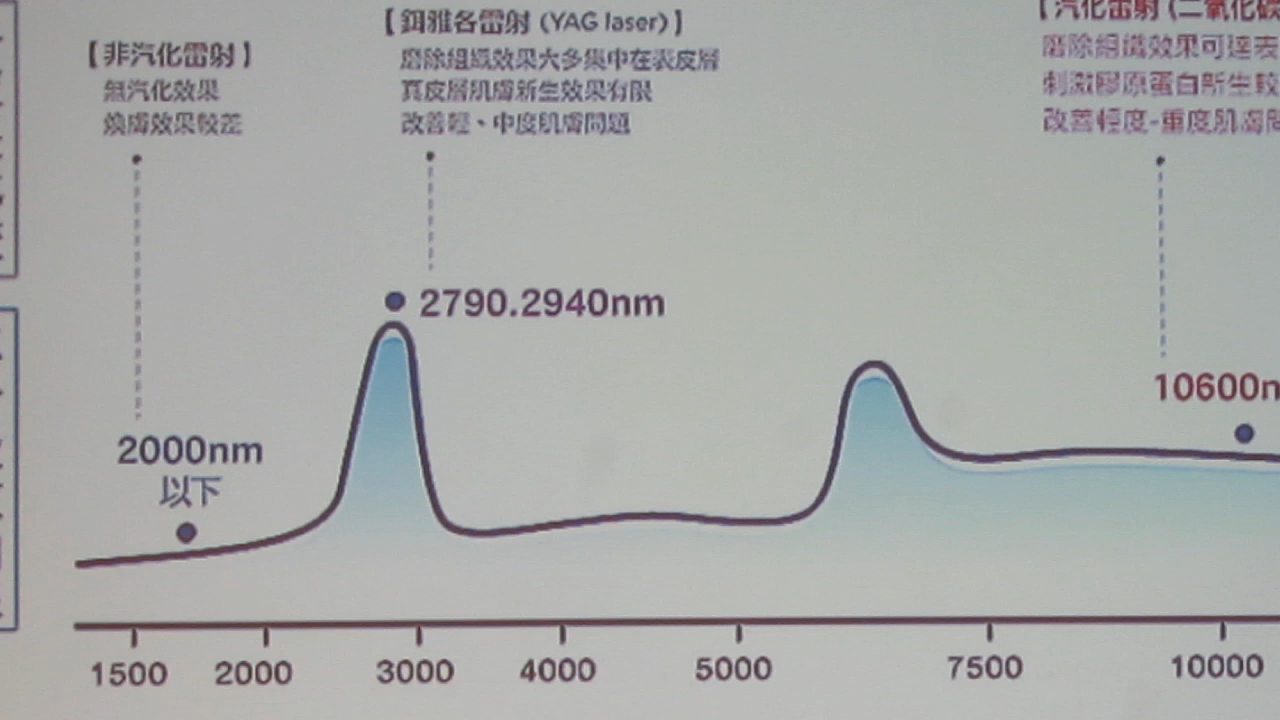 【非汽化雷射】
無汽化效果
煥膚效果較差
2000nm
以下
【鉺雅各雷射 (YAG laser)】
磨除組織效果大多集中在表皮層
真皮層肌膚新生效果有限
改善輕、中度肌膚問題
2790.2940nm
【汽化雷射 (二氧化碳
磨除組織效果可達表
刺激膠原蛋白新生較
改善輕度-重度肌膚問
10600n
1500 2000 3000 4000 5000 7500 10000